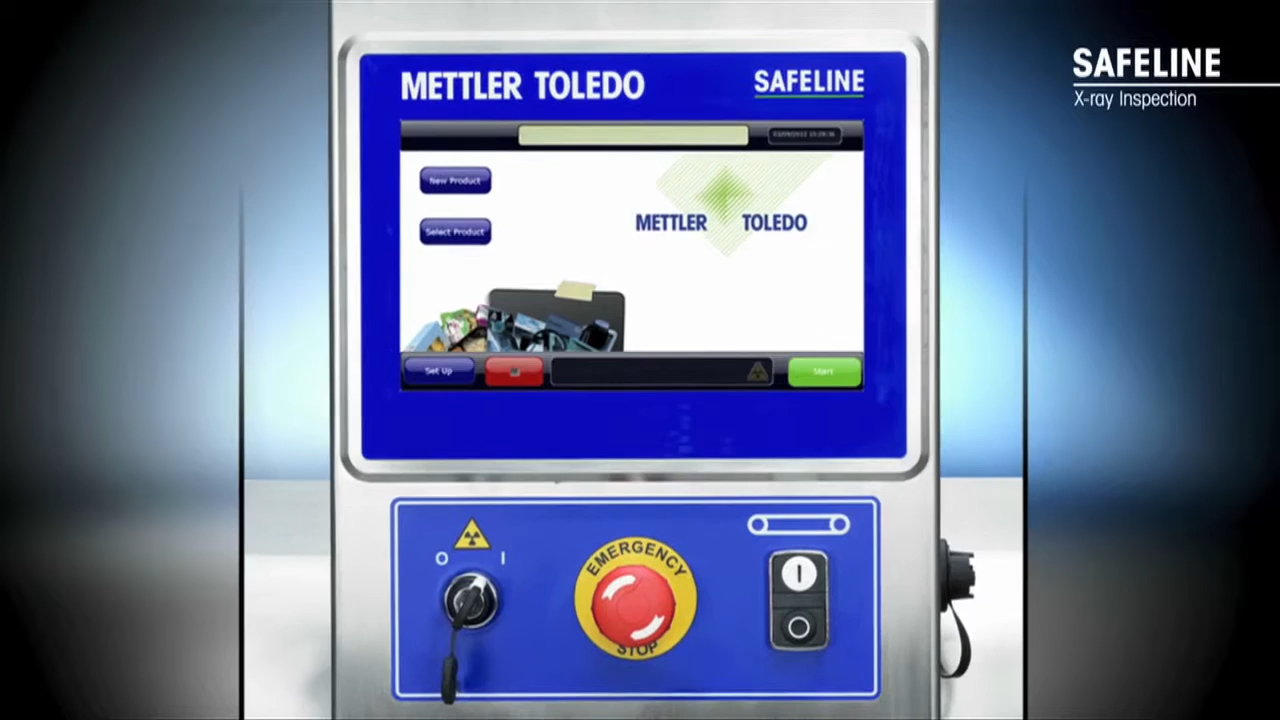 SAFELINE
X-ray Inspection
METTLER TOLEDO
SAFELINE
New Product
Select Product
METTLER TOLEDO
Set Up
Start
O
I
EMERGENCY
STOP